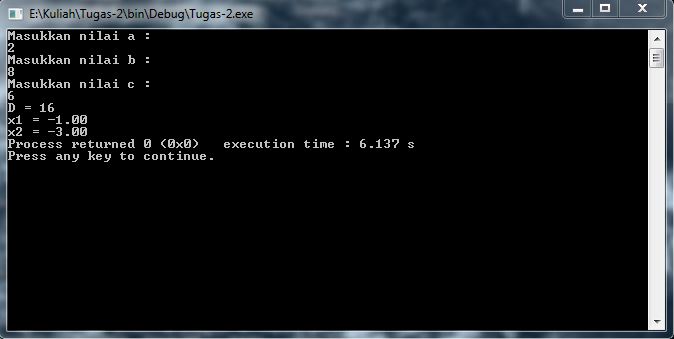 E:\Kuliah\Tugas-2\bin\Debug\Tugas-2.exe
Masukkan nilai a :
2
Masukkan nilai b :
8
Masukkan nilai c :
6
D = 16
x1 = -1.00
x2 = -3.00
Process returned 0 (0x0)   execution time : 6.137 s
Press any key to continue.